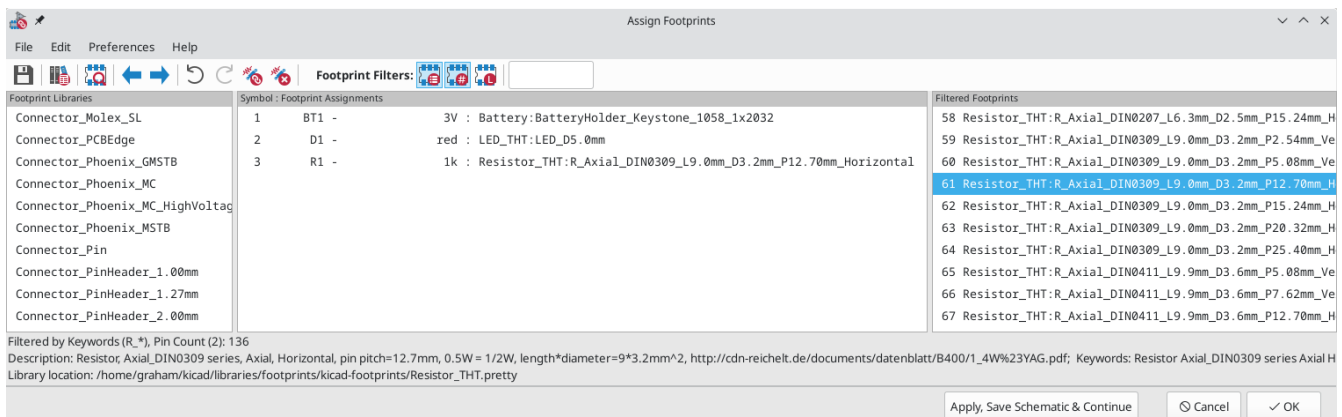 Assign Footprints
File Edit Preferences Help
Footprint Filters:
Footprint Libraries
Connector_Molex_SL
Connector_PCBEdge
Connector_Phoenix_GMSTB
Connector_Phoenix_MC
Connector_Phoenix_MC_HighVoltag
Connector_Phoenix_MSTB
Connector_Pin
Connector_PinHeader_1.00mm
Connector_PinHeader_1.27mm
Connector_PinHeader_2.00mm
Symbol : Footprint Assignments
1 BT1 - 3V : Battery:BatteryHolder_Keystone_1058_1x2032
2 D1 - red : LED_THT:LED_D5.0mm
3 R1 - 1k : Resistor_THT:R_Axial_DIN0309_L9.0mm_D3.2mm_P12.70mm_Horizontal
Filtered Footprints
58 Resistor_THT:R_Axial_DIN0207_L6.3mm_D2.5mm_P15.24mm_H
59 Resistor_THT:R_Axial_DIN0309_L9.0mm_D3.2mm_P2.54mm_Ve
60 Resistor_THT:R_Axial_DIN0309_L9.0mm_D3.2mm_P5.08mm_Ve
61 Resistor_THT:R_Axial_DIN0309_L9.0mm_D3.2mm_P12.70mm_H
62 Resistor_THT:R_Axial_DIN0309_L9.0mm_D3.2mm_P15.24mm_H
63 Resistor_THT:R_Axial_DIN0309_L9.0mm_D3.2mm_P20.32mm_H
64 Resistor_THT:R_Axial_DIN0309_L9.0mm_D3.2mm_P25.40mm_H
65 Resistor_THT:R_Axial_DIN0411_L9.9mm_D3.6mm_P5.08mm_Ve
66 Resistor_THT:R_Axial_DIN0411_L9.9mm_D3.6mm_P7.62mm_Ve
67 Resistor_THT:R_Axial_DIN0411_L9.9mm_D3.6mm_P12.70mm_H
Filtered by Keywords (R_*), Pin Count (2): 136
Description: Resistor, Axial_DIN0309 series, Axial, Horizontal, pin pitch=12.7mm, 0.5W = 1/2W, length*diameter=9*3.2mm^2, http://cdn-reichelt.de/documents/datenblatt/B400/1_4W%23YAG.pdf; Keywords: Resistor Axial_DIN0309 series Axial H
Library location: /home/graham/kicad/libraries/footprints/kicad-footprints/Resistor_THT.pretty
Apply, Save Schematic & Continue
Cancel
OK